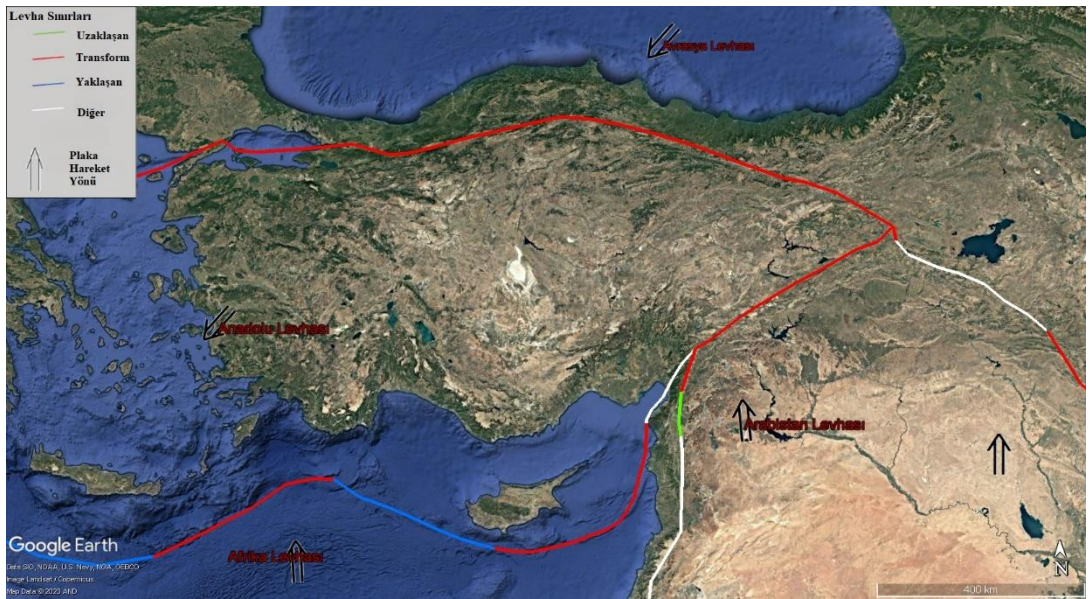 Levha Sınırları
Uzaklaşan
Transform
Yaklaşan
Diğer
Plaka
Hareket
Yönü
Avrasya Levhası
Anadolu Levhası
Arabistan Levhası
Afrika Levhası
Google Earth
Data SIO, NOAA, U.S. Navy, NGA, GEBCO
Image Landsat / Copernicus
Map Data © 2023 AND
N
400 km